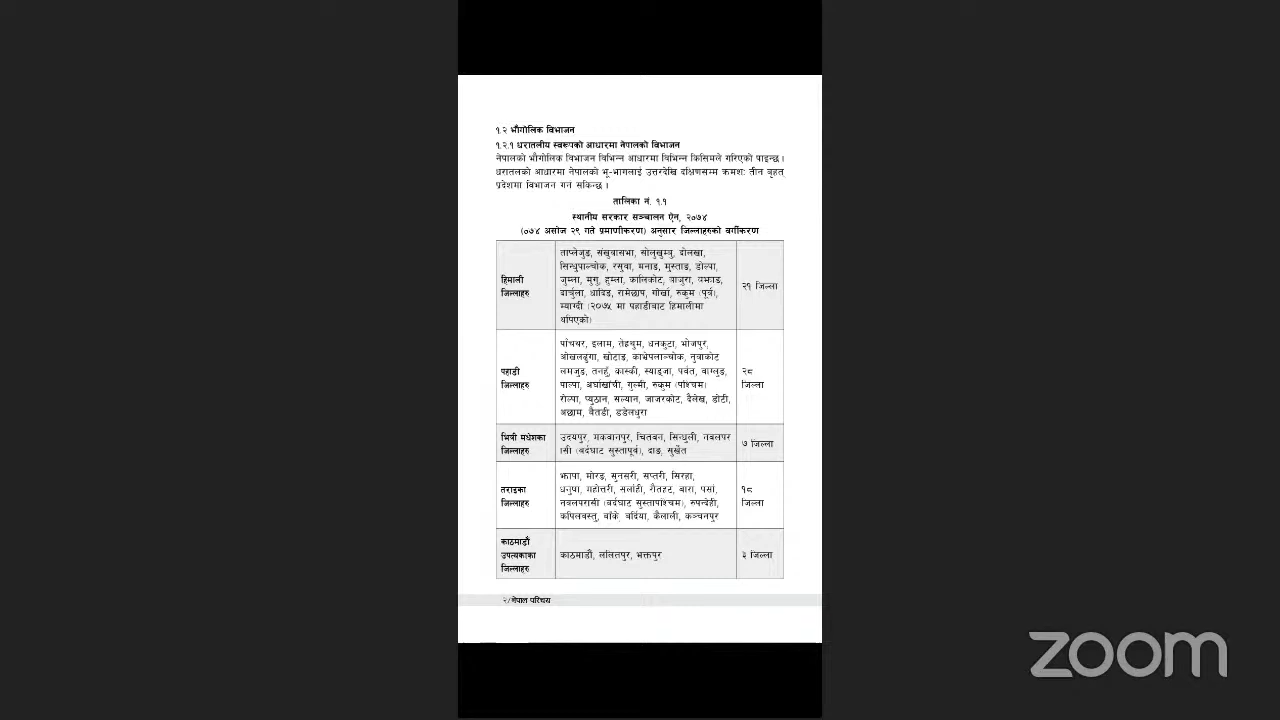 १.२ भौगोलिक विभाजन
१.२.१ धरातलीय स्वरूपको आधारमा नेपालको विभाजन
नेपालको भौगोलिक विभाजन विभिन्न आधारमा विभिन्न किसिमले गरिएको पाइन्छ ।
धरातलको आधारमा नेपालको भू-भागलाई उत्तरदेखि दक्षिणसम्म क्रमशः तीन बृहत्
प्रदेशमा विभाजन गर्न सकिन्छ ।
तालिका नं. १.१
स्थानीय सरकार सञ्चालन ऐन, २०७४
(०७४ असोज २९ गते प्रमाणीकरण) अनुसार जिल्लाहरुको वर्गीकरण
हिमाली
जिल्लाहरु
ताप्लेजुङ, संखुवासभा, सोलुखुम्बु, दोलखा,
सिन्धुपाल्चोक, रसुवा, मनाङ, मुस्ताङ, डोल्पा,
जुम्ला, मुगु, हुम्ला, कालिकोट, बाजुरा, बझाङ,
दार्चुला, धादिङ, रामेछाप, गोर्खा, रुकुम (पूर्व),
म्याग्दी (२०७५ मा पहाडीबाट हिमालीमा
थपिएको)
२१ जिल्ला
पहाडी
जिल्लाहरु
पाँचथर, इलाम, तेह्रथुम, धनकुटा, भोजपुर,
ओखलढुंगा, खोटाङ, काभ्रेपलाञ्चोक, नुवाकोट
लमजुङ, तनहुँ, कास्की, स्याङ्जा, पर्वत, बाग्लुङ,
पाल्पा, अर्घाखाँची, गुल्मी, रुकुम (पश्चिम)
रोल्पा, प्युठान, सल्यान, जाजरकोट, दैलेख, डोटी,
अछाम, बैतडी, डडेलधुरा
२८
जिल्ला
भित्री मधेशका
जिल्लाहरु
उदयपुर, मकवानपुर, चितवन, सिन्धुली, नवलपर
ासी (बर्दघाट सुस्तापूर्व), दाङ, सुर्खेत
७ जिल्ला
तराइका
जिल्लाहरु
झापा, मोरङ, सुनसरी, सप्तरी, सिरहा,
धनुषा, महोत्तरी, सर्लाही, रौतहट, बारा, पर्सा,
नवलपरासी (बर्दघाट सुस्तापश्चिम), रुपन्देही,
कपिलवस्तु, बाँके, बर्दिया, कैलाली, कञ्चनपुर
१८
जिल्ला
काठमाडौं
उपत्यकाका
जिल्लाहरु
काठमाडौं, ललितपुर, भक्तपुर
३ जिल्ला
२/नेपाल परिचय
zoom